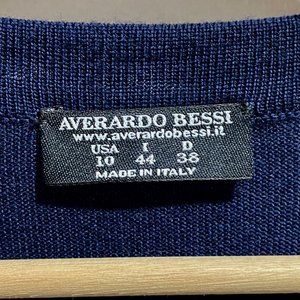 AVERARDO BESSI
www.averardobessi.it
USA I D
10 44 38
MADE IN ITALY